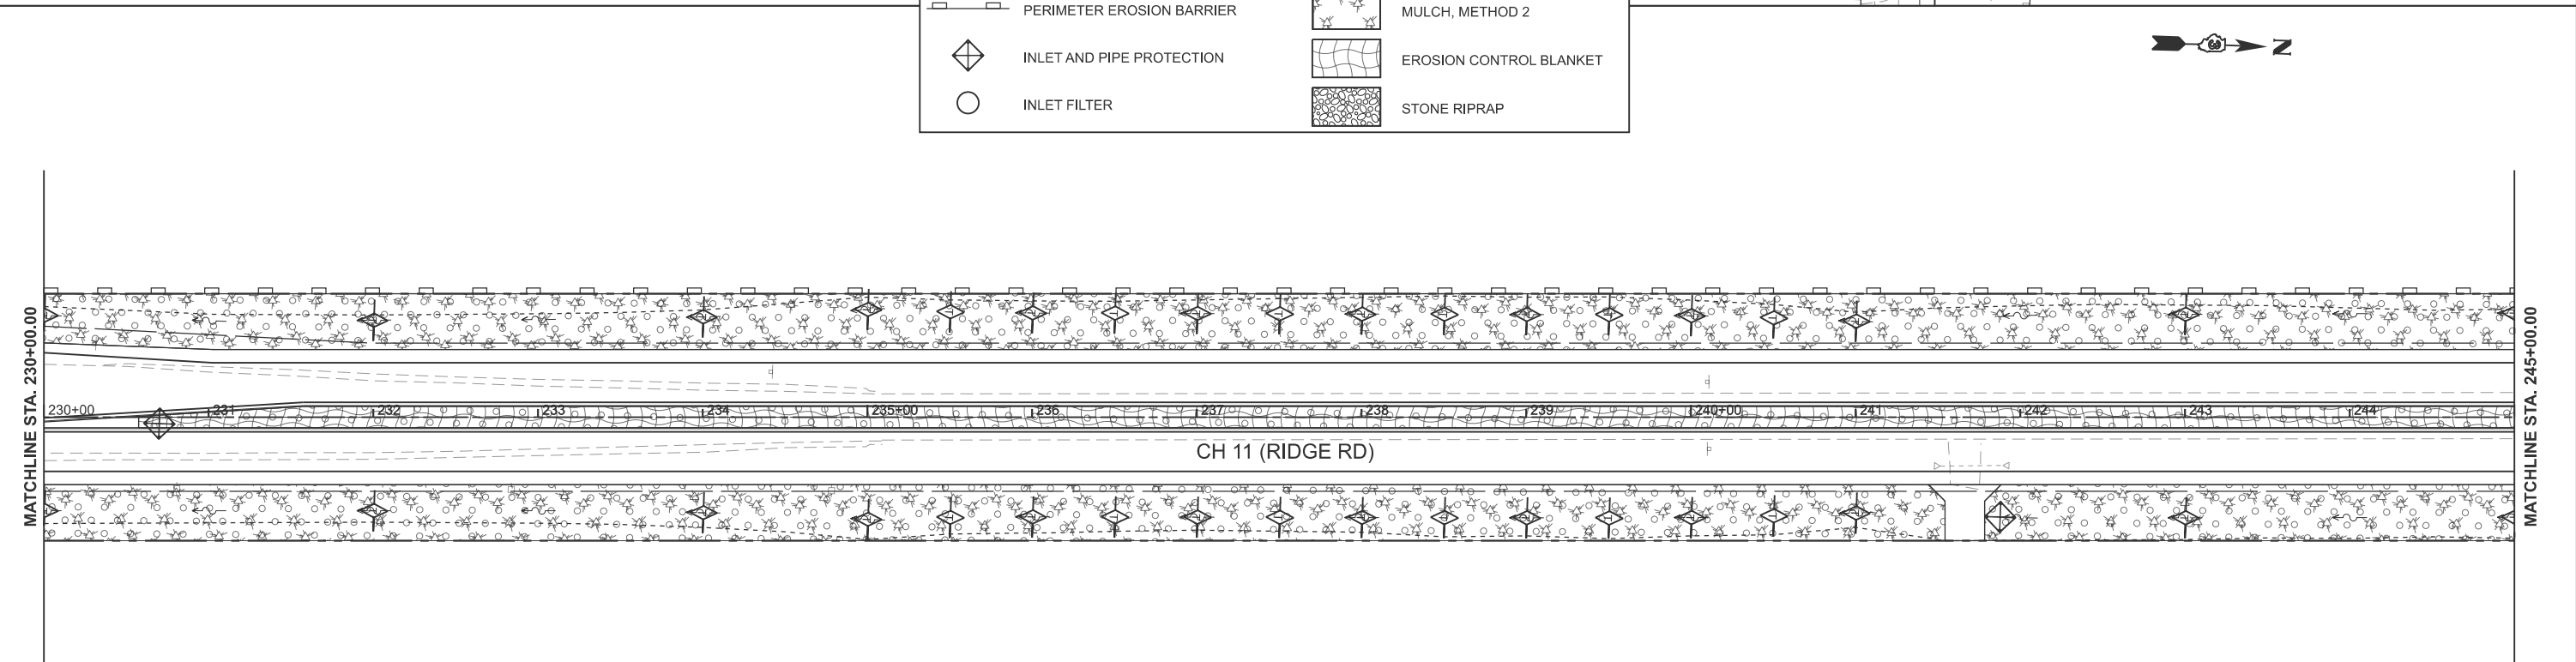 PERIMETER EROSION BARRIER
MULCH, METHOD 2
INLET AND PIPE PROTECTION
EROSION CONTROL BLANKET
INLET FILTER
STONE RIPRAP
N
MATCHLINE STA. 230+00.00
230+00
231
232
233
234
235+00
236
237
238
239
240+00
241
242
243
244
CH 11 (RIDGE RD)
MATCHLINE STA. 245+00.00